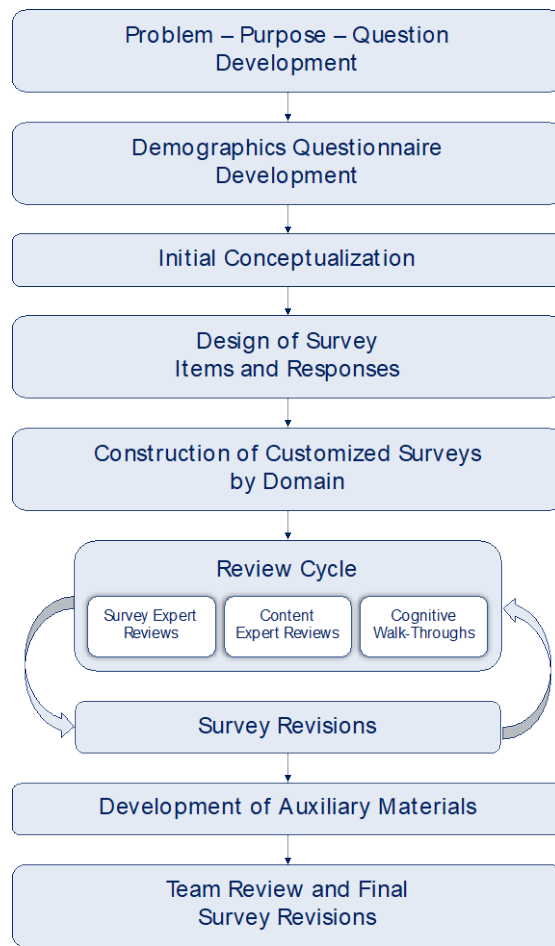 Problem – Purpose – Question
Development
Demographics Questionnaire
Development
Initial Conceptualization
Design of Survey
Items and Responses
Construction of Customized Surveys
by Domain
Review Cycle
Survey Expert
Reviews
Content
Expert Reviews
Cognitive
Walk-Throughs
Survey Revisions
Development of Auxiliary Materials
Team Review and Final
Survey Revisions